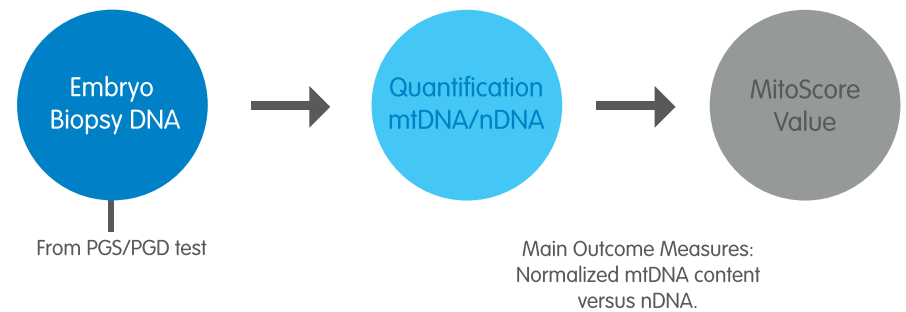 Embryo
Biopsy DNA
Quantification
mtDNA/nDNA
MitoScore
Value
From PGS/PGD test
Main Outcome Measures:
Normalized mtDNA content
versus nDNA.